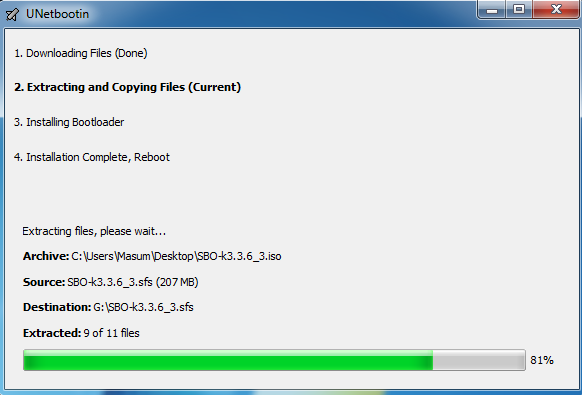 UNetbootin
1. Downloading Files (Done)
2. Extracting and Copying Files (Current)
3. Installing Bootloader
4. Installation Complete, Reboot
Extracting files, please wait...
Archive: C:\Users\Masum\Desktop\SBO-k3.3.6_3.iso
Source: SBO-k3.3.6_3.sfs (207 MB)
Destination: G:\SBO-k3.3.6_3.sfs
Extracted: 9 of 11 files
81%